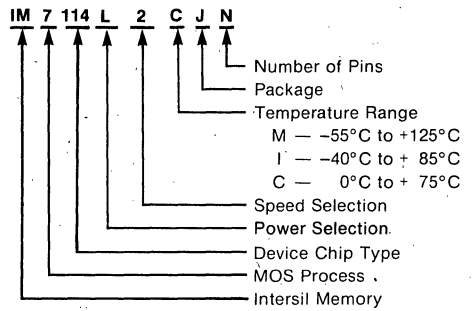 IM 7 114 L 2 C J N
Number of Pins
Package
Temperature Range
M — -55°C to +125°C
I — -40°C to + 85°C
C — 0°C to + 75°C
Speed Selection
Power Selection
Device Chip Type
MOS Process
Intersil Memory